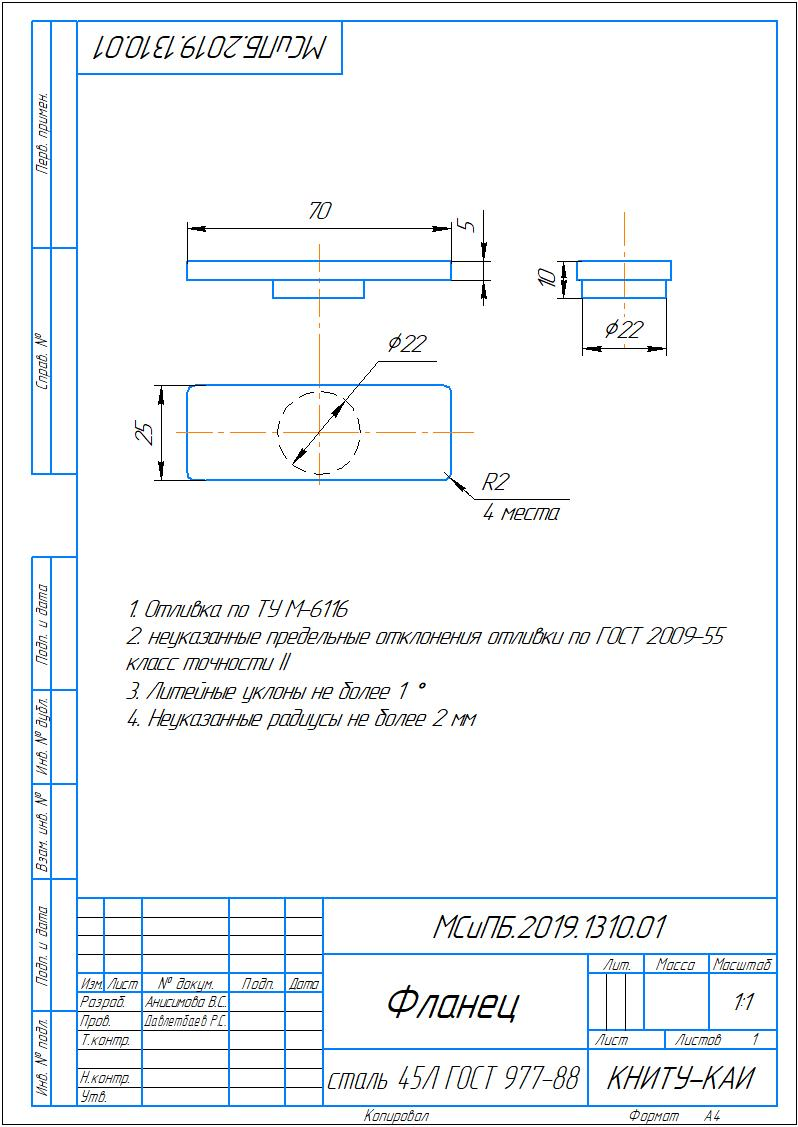 МСиПБ.2019.1310.01
Перв. примен.
Справ. №
70
5
10
⌀22
⌀22
25
R2
4 места
1. Отливка по ТУ М-6116
2. неуказанные предельные отклонения отливки по ГОСТ 2009-55
класс точности II
3. Литейные уклоны не более 1 °
4. Неуказанные радиусы не более 2 мм
Подп. и дата
Инв. № дубл.
Взам. инв. №
Подп. и дата
Инв. № подл.
МСиПБ.2019.1310.01
Изм. Лист № докум. Подп. Дата
Разраб. Анисимова В.С.
Пров. Давлетбаев Р.С.
Т.контр.
Н.контр.
Утв.
Фланец
Лит. Масса Масштаб
1:1
Лист Листов 1
сталь 45Л ГОСТ 977-88
КНИТУ-КАИ
Копировал Формат А4